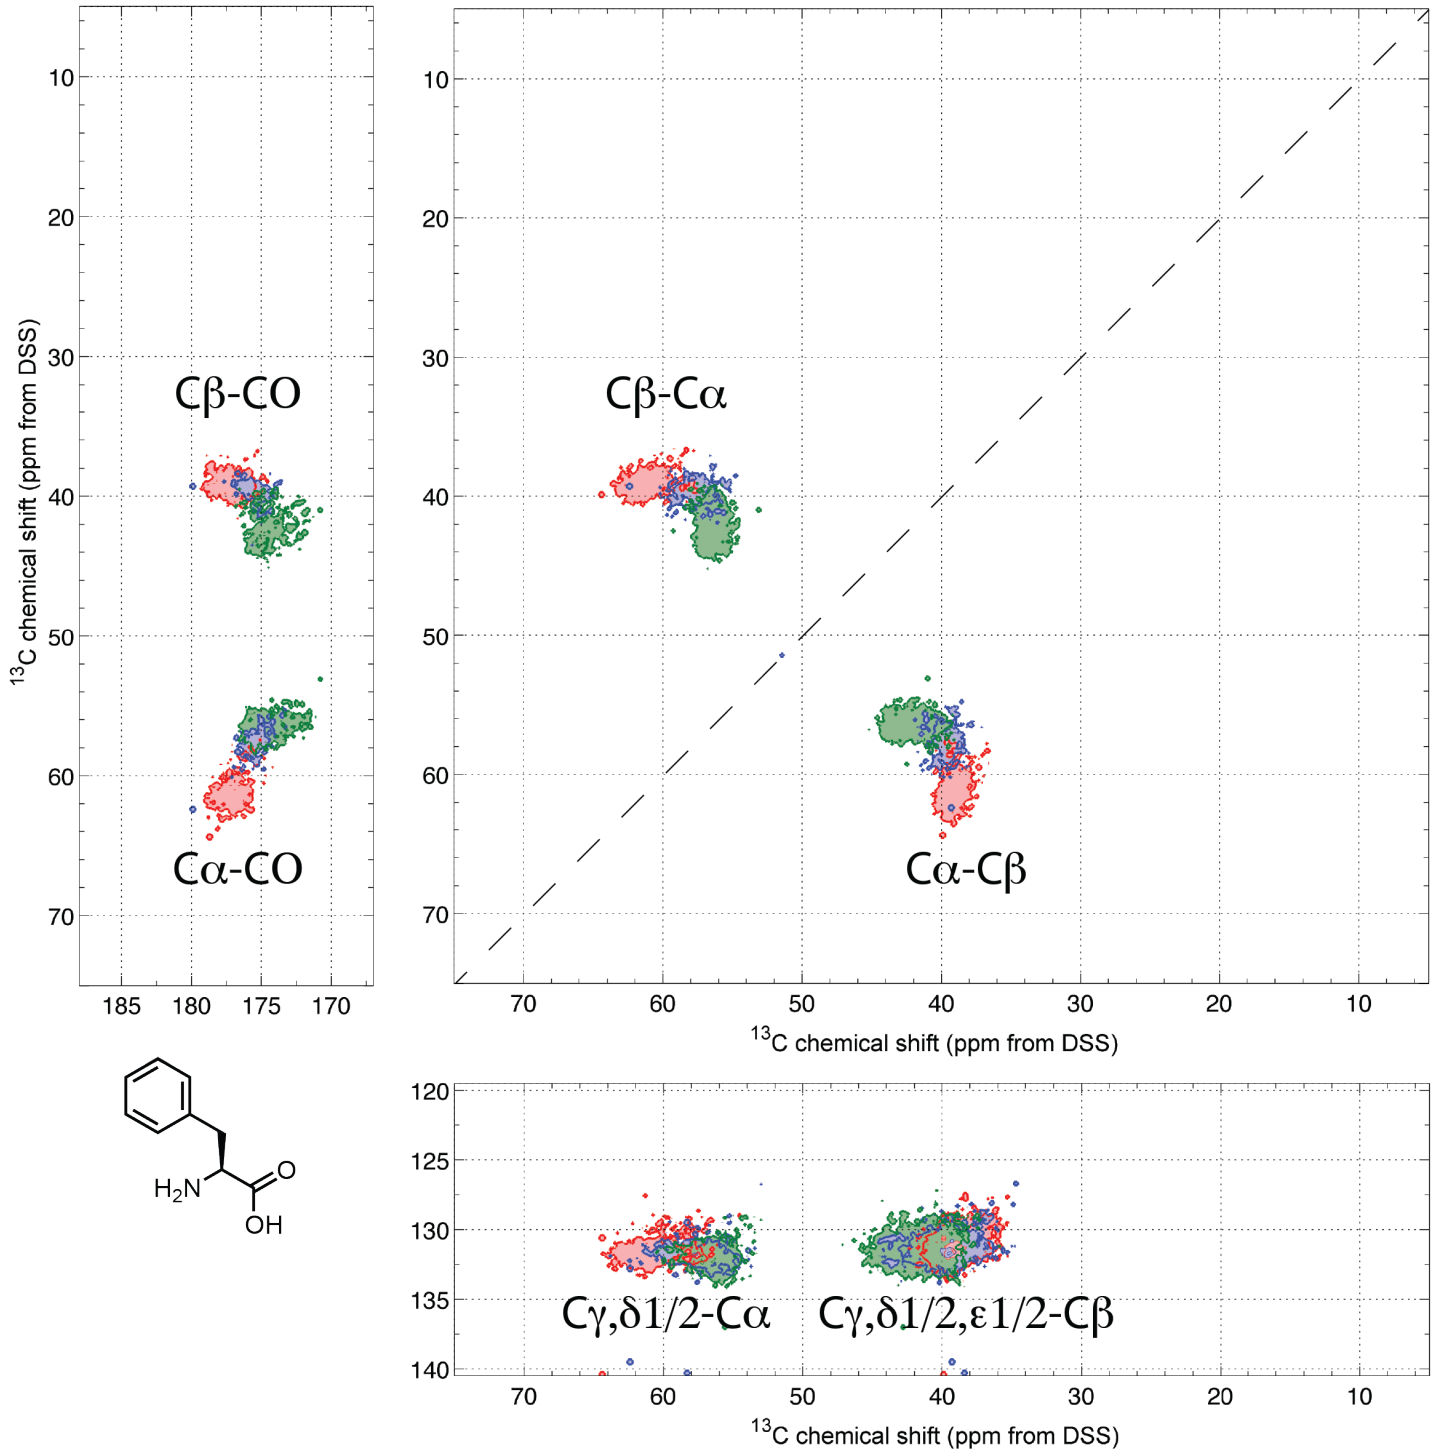 10
20
30
40
50
60
70
185 180 175 170
¹³C chemical shift (ppm from DSS)
Cβ-CO
Cα-CO
10
20
30
40
50
60
70
70 60 50 40 30 20 10
¹³C chemical shift (ppm from DSS)
Cβ-Cα
Cα-Cβ
H₂N
O
OH
120
125
130
135
140
Cγ,δ1/2-Cα Cγ,δ1/2,ε1/2-Cβ
70 60 50 40 30 20 10
¹³C chemical shift (ppm from DSS)